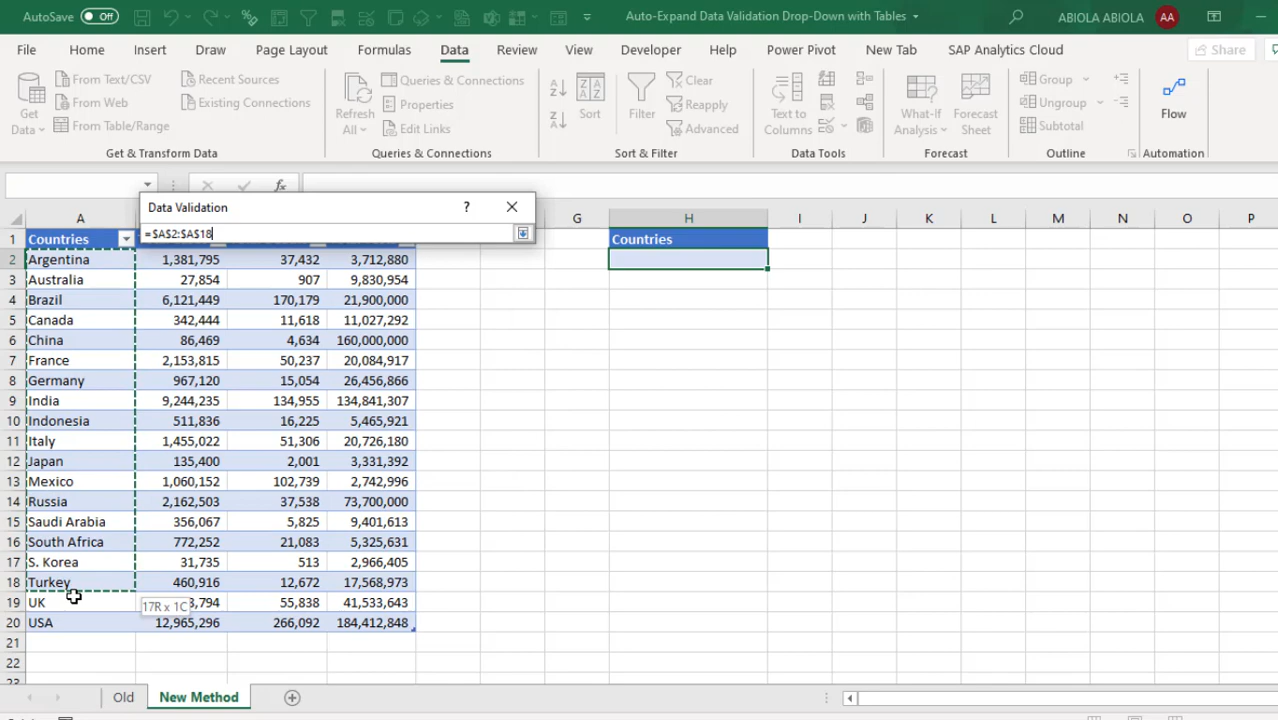 AutoSave Off Auto-Expand Data Validation Drop-Down with Tables ABIOLA ABIOLA AA
File Home Insert Draw Page Layout Formulas Data Review View Developer Help Power Pivot New Tab SAP Analytics Cloud Share
Get Data
From Text/CSV
From Web
From Table/Range
Recent Sources
Existing Connections
Get & Transform Data
Refresh All
Queries & Connections
Properties
Edit Links
Queries & Connections
Sort
Filter
Clear
Reapply
Advanced
Sort & Filter
Text to Columns
Data Tools
What-If Analysis
Forecast Sheet
Forecast
Group
Ungroup
Subtotal
Outline
Flow
Automation
fx
Data Validation ?
=$A$2:$A$18
A G H I J K L M N O P
1 Countries Countries
2 Argentina 1,381,795 37,432 3,712,880
3 Australia 27,854 907 9,830,954
4 Brazil 6,121,449 170,179 21,900,000
5 Canada 342,444 11,618 11,027,292
6 China 86,469 4,634 160,000,000
7 France 2,153,815 50,237 20,084,917
8 Germany 967,120 15,054 26,456,866
9 India 9,244,235 134,955 134,841,307
10 Indonesia 511,836 16,225 5,465,921
11 Italy 1,455,022 51,306 20,726,180
12 Japan 135,400 2,001 3,331,392
13 Mexico 1,060,152 102,739 2,742,996
14 Russia 2,162,503 37,538 73,700,000
15 Saudi Arabia 356,067 5,825 9,401,613
16 South Africa 772,252 21,083 5,325,631
17 S. Korea 31,735 513 2,966,405
18 Turkey 460,916 12,672 17,568,973
19 UK 3,794 55,838 41,533,643
17R x 1C
20 USA 12,965,296 266,092 184,412,848
21
22
23
Old New Method